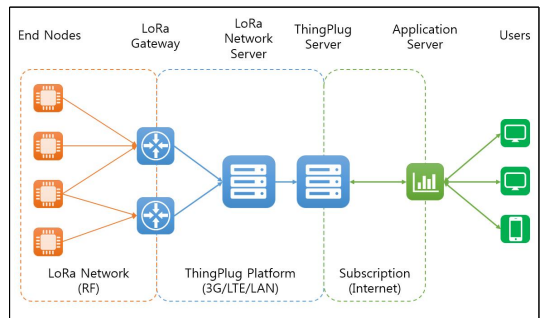 End Nodes
LoRa
Gateway
LoRa
Network
Server
ThingPlug
Server
Application
Server
Users
LoRa Network
(RF)
ThingPlug Platform
(3G/LTE/LAN)
Subscription
(Internet)